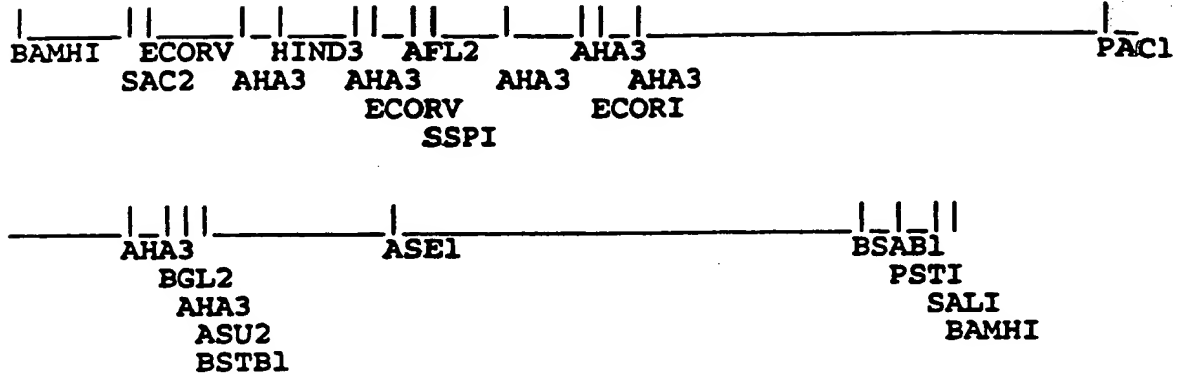 BAMHI ECORV HIND3 AFL2 AHA3 PAC1
SAC2 AHA3 AHA3 AHA3 AHA3
ECORV ECORI
SSPI
AHA3 ASE1 BSAB1
BGL2 PSTI
AHA3 SALI
ASU2 BAMHI
BSTB1